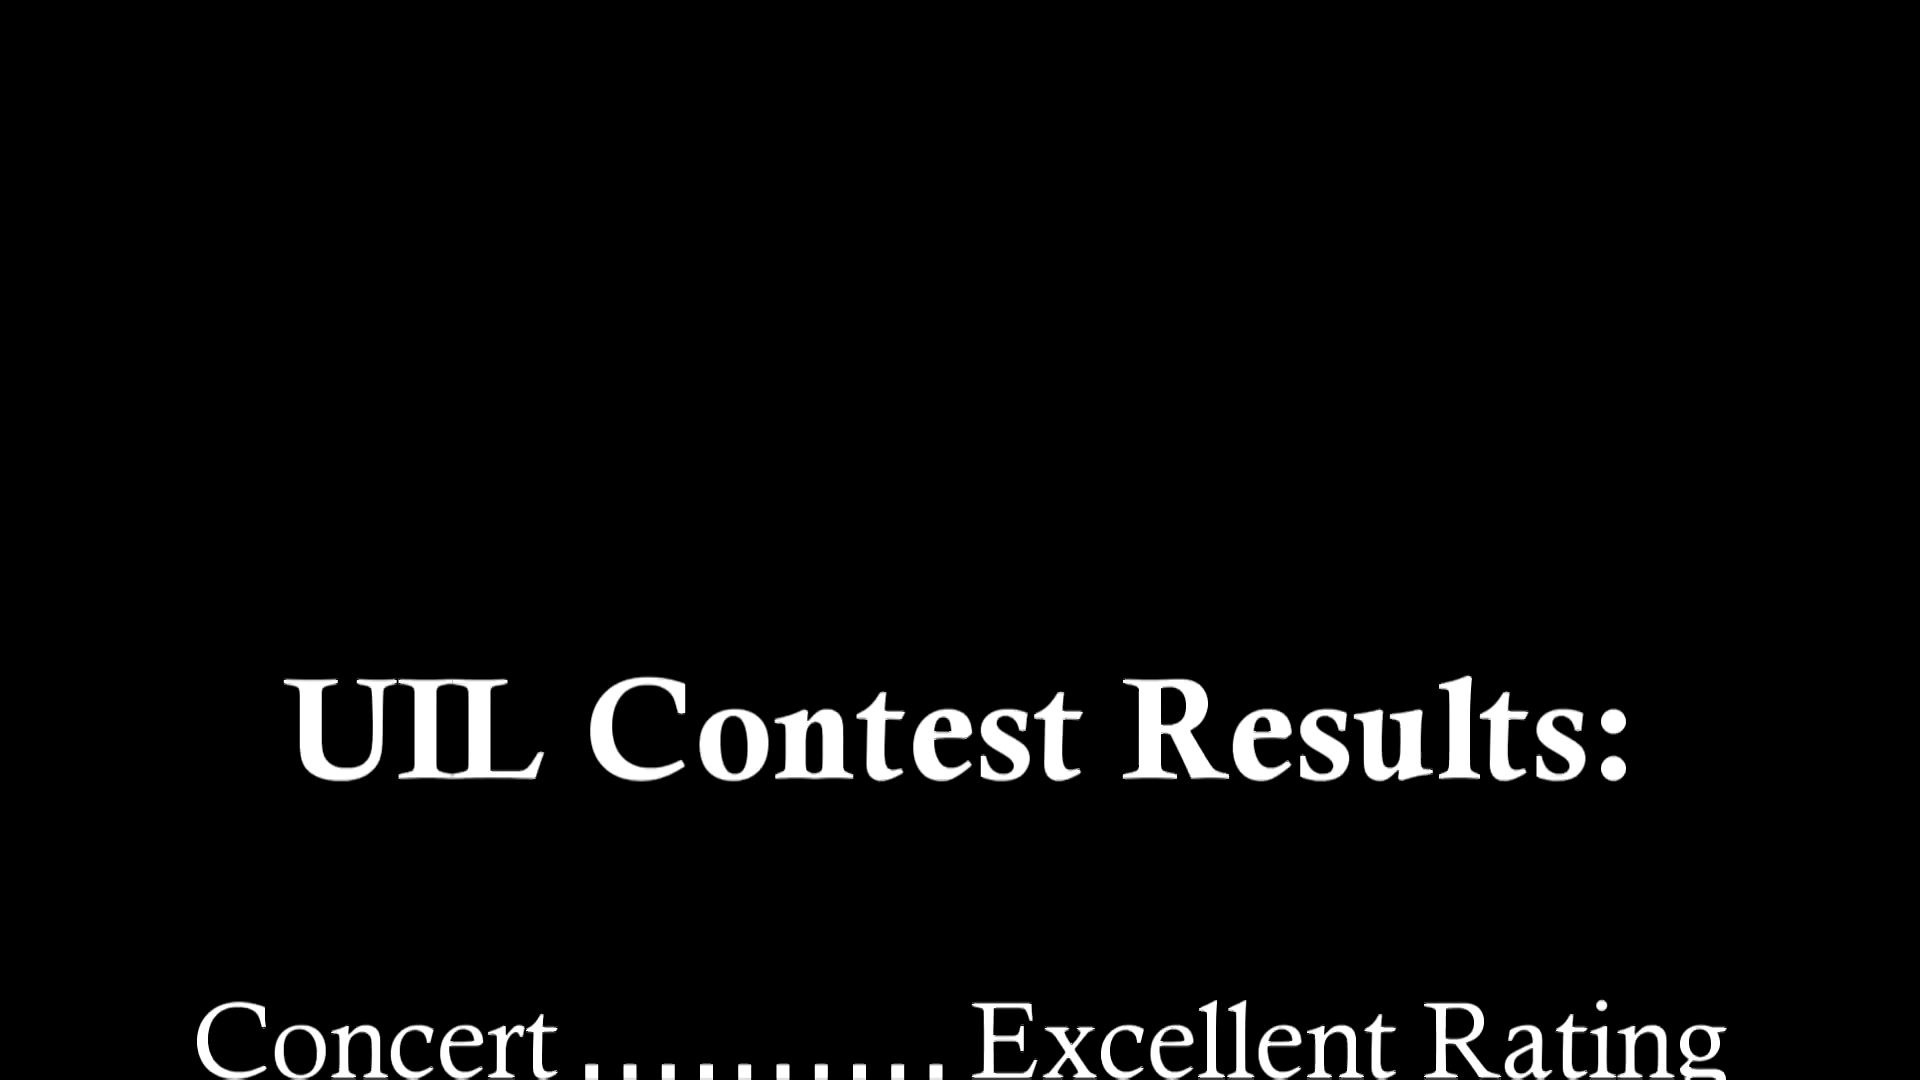 UIL Contest Results:
Concert .......... Excellent Rating